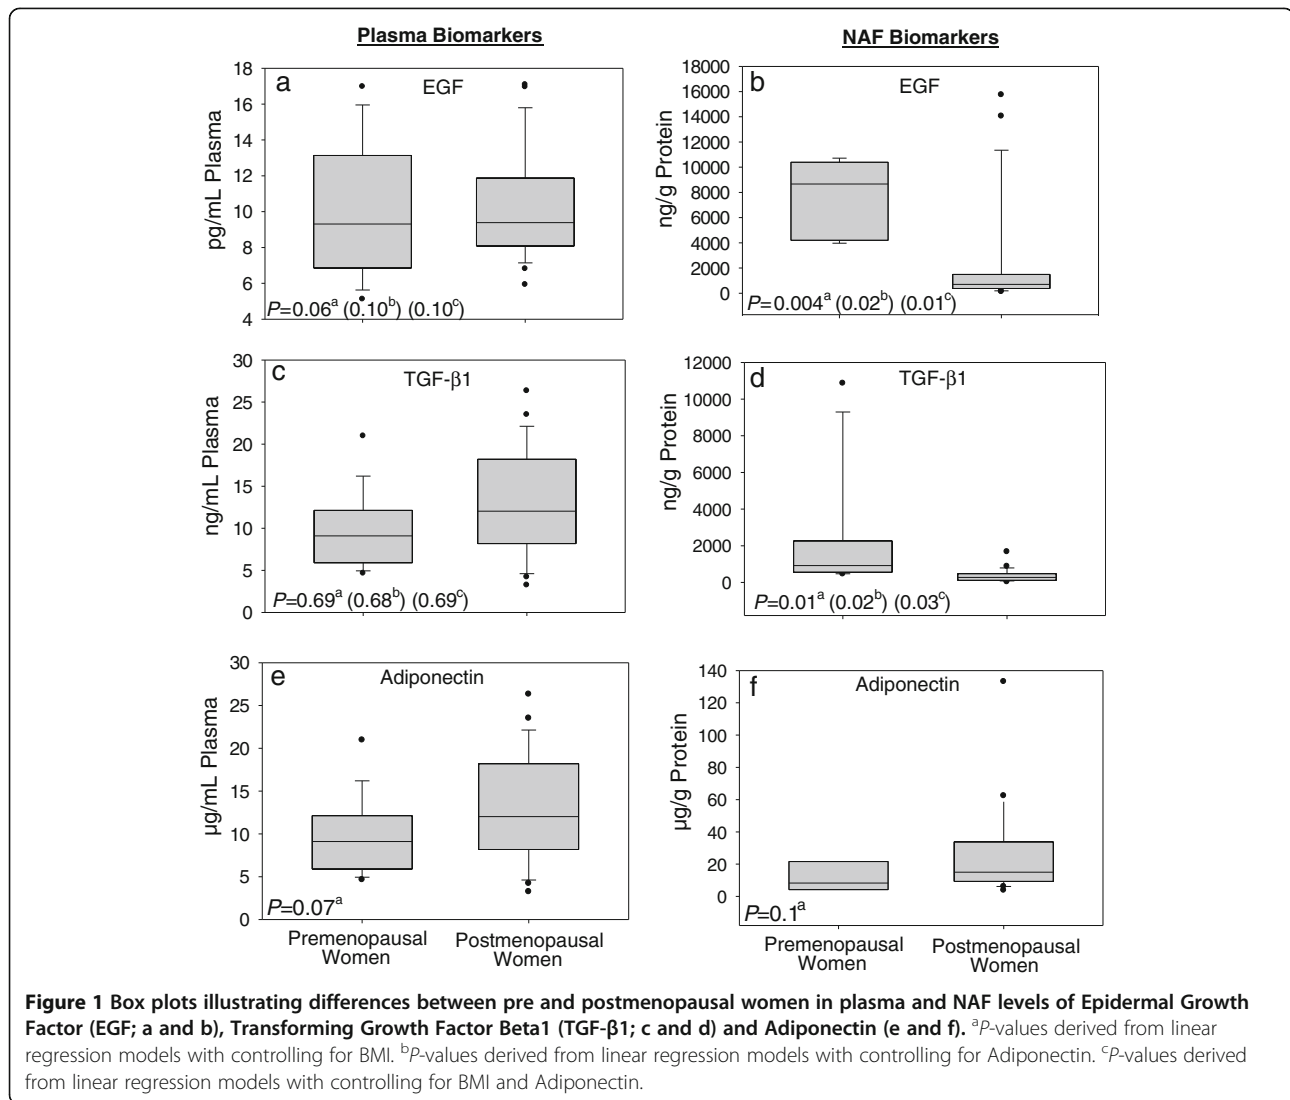 Plasma Biomarkers
NAF Biomarkers
a
EGF
18
16
14
12
10
8
6
4
pg/mL Plasma
P=0.06a (0.10b) (0.10c)
b
EGF
18000
16000
14000
12000
10000
8000
6000
4000
2000
0
ng/g Protein
P=0.004a (0.02b) (0.01c)
c
TGF-β1
30
25
20
15
10
5
0
ng/mL Plasma
P=0.69a (0.68b) (0.69c)
d
TGF-β1
12000
10000
8000
6000
4000
2000
0
ng/g Protein
P=0.01a (0.02b) (0.03c)
e
Adiponectin
30
25
20
15
10
5
0
µg/mL Plasma
P=0.07a
Premenopausal
Women
Postmenopausal
Women
f
Adiponectin
140
120
100
80
60
40
20
0
µg/g Protein
P=0.1a
Premenopausal
Women
Postmenopausal
Women
Figure 1 Box plots illustrating differences between pre and postmenopausal women in plasma and NAF levels of Epidermal Growth
Factor (EGF; a and b), Transforming Growth Factor Beta1 (TGF-β1; c and d) and Adiponectin (e and f). aP-values derived from linear
regression models with controlling for BMI. bP-values derived from linear regression models with controlling for Adiponectin. cP-values derived
from linear regression models with controlling for BMI and Adiponectin.